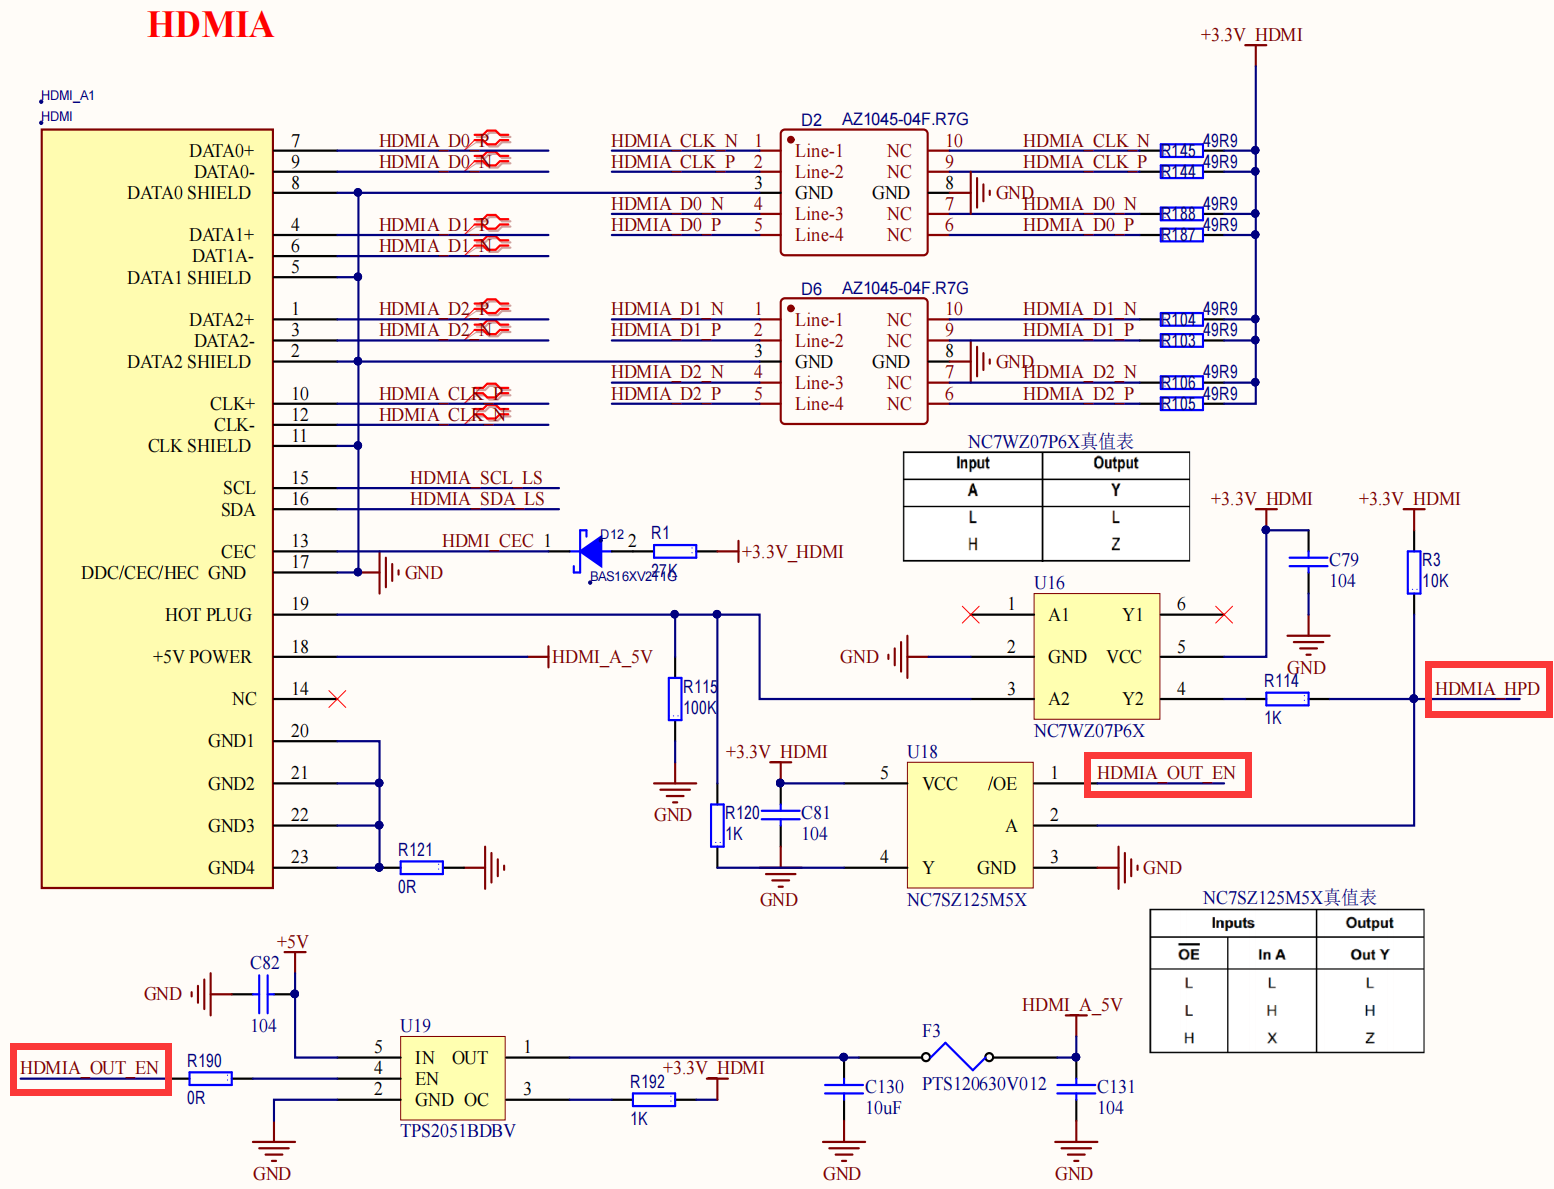 HDMIA
+3.3V_HDMI
HDMI_A1
HDMI
DATA0+ 7 HDMIA_D0_P
DATA0- 9 HDMIA_D0_N
DATA0 SHIELD 8
DATA1+ 4 HDMIA_D1_P
DAT1A- 6 HDMIA_D1_N
DATA1 SHIELD 5
DATA2+ 1 HDMIA_D2_P
DATA2- 3 HDMIA_D2_N
DATA2 SHIELD 2
CLK+ 10 HDMIA_CLK_P
CLK- 12 HDMIA_CLK_N
CLK SHIELD 11
SCL 15 HDMIA_SCL_LS
SDA 16 HDMIA_SDA_LS
CEC 13 HDMI_CEC 1 D12 2 R1 +3.3V_HDMI
27K
DDC/CEC/HEC GND 17 GND
HOT PLUG 19
+5V POWER 18 HDMI_A_5V
NC 14
GND1 20
GND2 21
GND3 22
GND4 23 R121
0R
D2 AZ1045-04F.R7G
HDMIA_CLK_N 1 Line-1 NC 10 HDMIA_CLK_N R145 49R9
HDMIA_CLK_P 2 Line-2 NC 9 HDMIA_CLK_P R144 49R9
3 GND GND 8 GND
HDMIA_D0_N 4 Line-3 NC 7 HDMIA_D0_N R188 49R9
HDMIA_D0_P 5 Line-4 NC 6 HDMIA_D0_P R187 49R9
D6 AZ1045-04F.R7G
HDMIA_D1_N 1 Line-1 NC 10 HDMIA_D1_N R104 49R9
HDMIA_D1_P 2 Line-2 NC 9 HDMIA_D1_P R103 49R9
3 GND GND 8 GND
HDMIA_D2_N 4 Line-3 NC 7 HDMIA_D2_N R106 49R9
HDMIA_D2_P 5 Line-4 NC 6 HDMIA_D2_P R105 49R9
NC7WZ07P6X真值表
Input Output
A Y
L L
H Z
+3.3V_HDMI +3.3V_HDMI
C79
104
GND
R3
10K
U16
1 A1 Y1 6
GND 2 GND VCC 5
3 A2 Y2 4
NC7WZ07P6X
R114
1K
HDMIA_HPD
R115
100K
GND
R120
1K
+3.3V_HDMI
C81
104
GND
U18
5 VCC /OE 1 HDMIA_OUT_EN
A 2
4 Y GND 3 GND
NC7SZ125M5X
NC7SZ125M5X真值表
Inputs Output
OE In A Out Y
L L L
L H H
H X Z
+5V
C82
GND
104
U19
5 IN OUT 1
HDMIA_OUT_EN R190 4 EN
0R
2 GND OC 3 R192 +3.3V_HDMI
1K
TPS2051BDBV
GND
C130
10uF
GND
F3
PTS120630V012
HDMI_A_5V
C131
104
GND